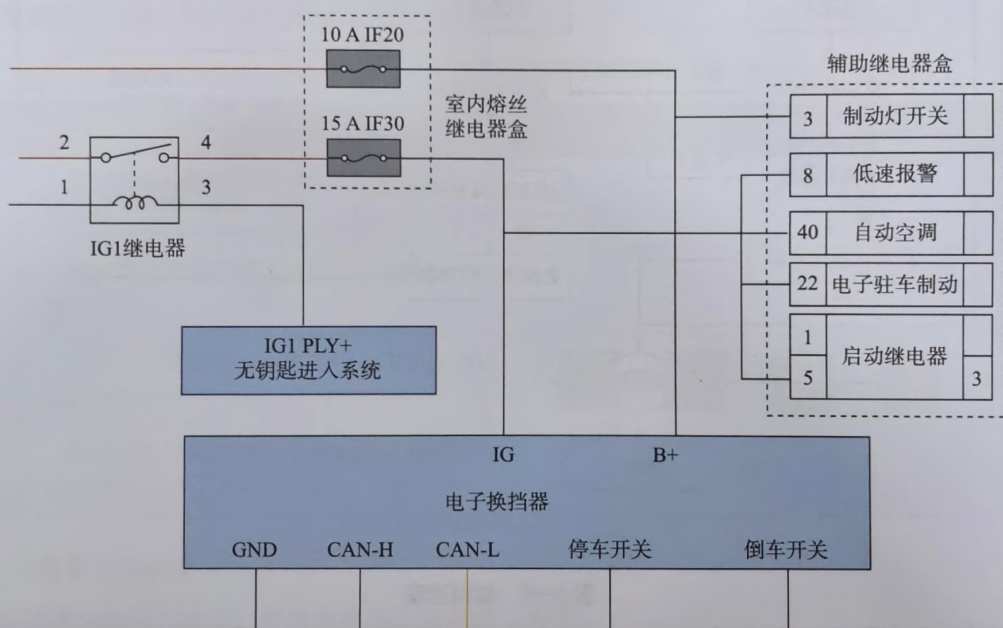 10 A IF20
辅助继电器盒
室内熔丝
继电器盒
3 制动灯开关
15 A IF30
2 4
8 低速报警
1 3
40 自动空调
IG1继电器
22 电子驻车制动
1
启动继电器
5 3
IG1 PLY+
无钥匙进入系统
IG B+
电子换挡器
GND CAN-H CAN-L 停车开关 倒车开关